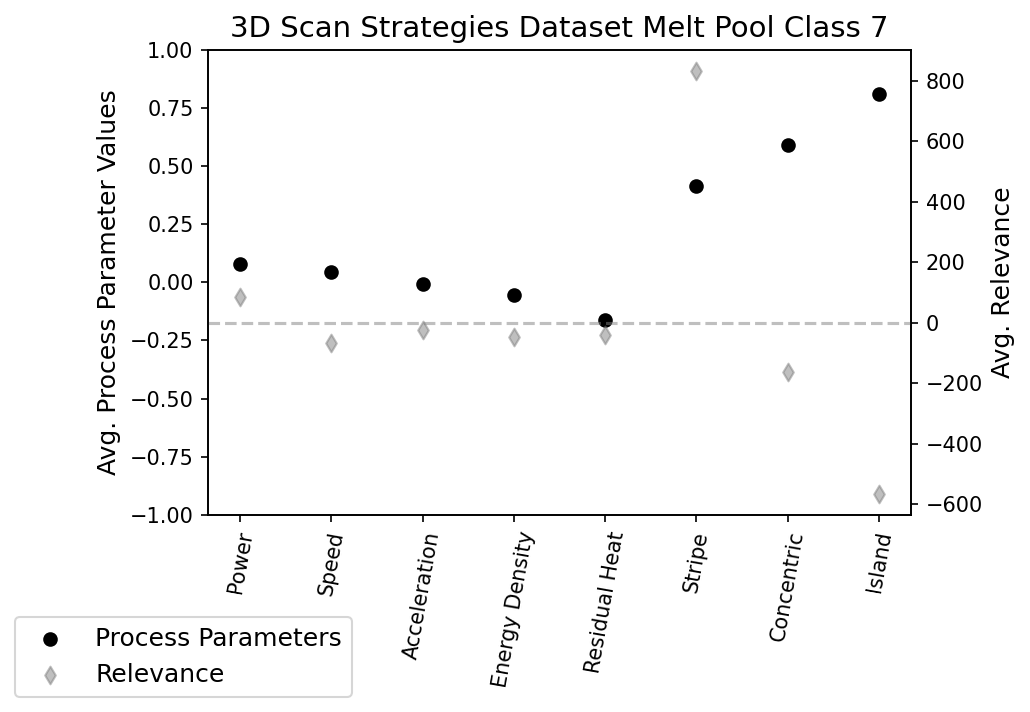 3D Scan Strategies Dataset Melt Pool Class 7
Avg. Process Parameter Values
1.00
0.75
0.50
0.25
0.00
−0.25
−0.50
−0.75
−1.00
800
600
400
200
0
−200
−400
−600
Avg. Relevance
Power
Speed
Acceleration
Energy Density
Residual Heat
Stripe
Concentric
Island
Process Parameters
Relevance